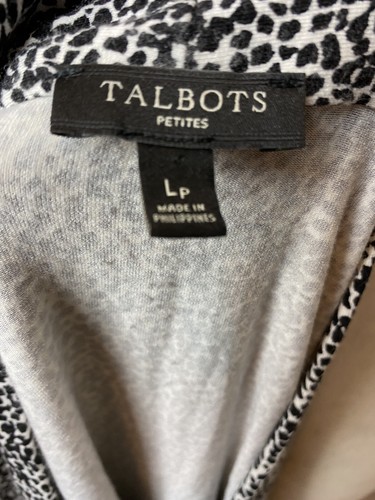 TALBOTS
PETITES
LP
MADE IN
PHILIPPINES